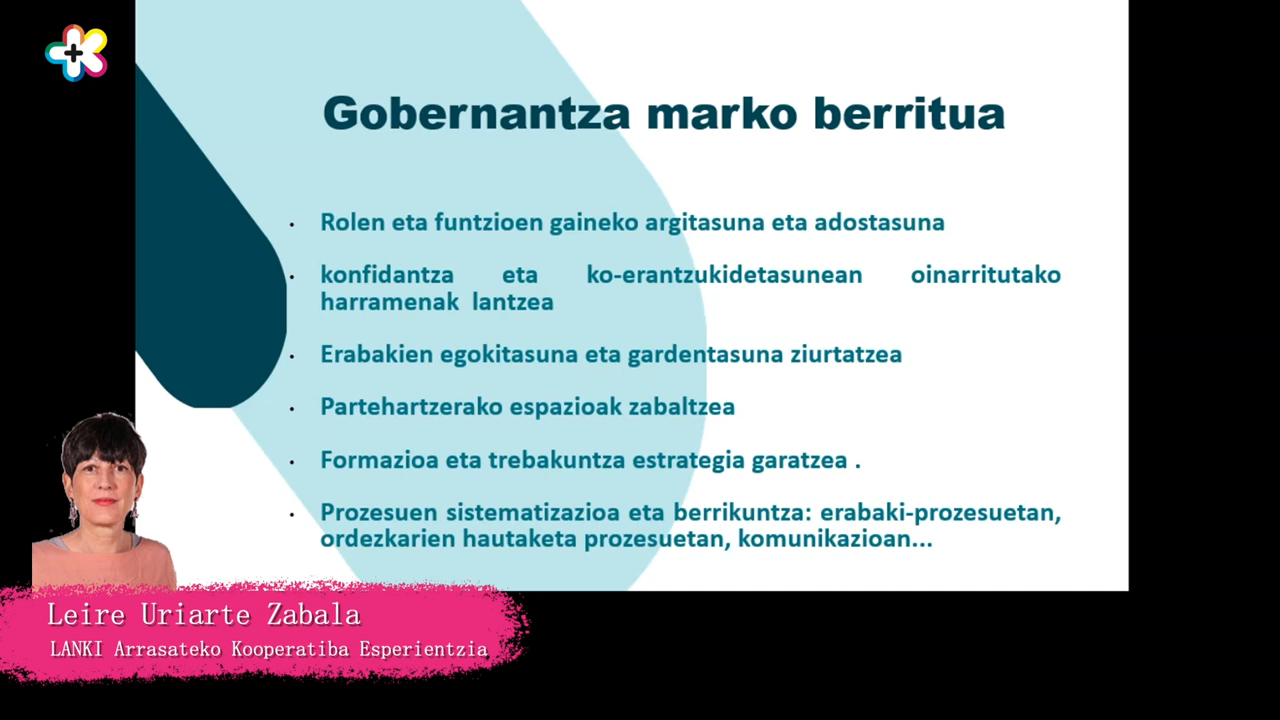 Gobernantza marko berritua
• Rolen eta funtzioen gaineko argitasuna eta adostasuna
• konfidantza eta ko-erantzukidetasunean oinarritutako
harramenak lantzea
• Erabakien egokitasuna eta gardentasuna ziurtatzea
• Partehartzerako espazioak zabaltzea
• Formazioa eta trebakuntza estrategia garatzea .
• Prozesuen sistematizazioa eta berrikuntza: erabaki-prozesuetan,
ordezkarien hautaketa prozesuetan, komunikazioan...
Leire Uriarte Zabala
LANKI Arrasateko Kooperatiba Esperientzia